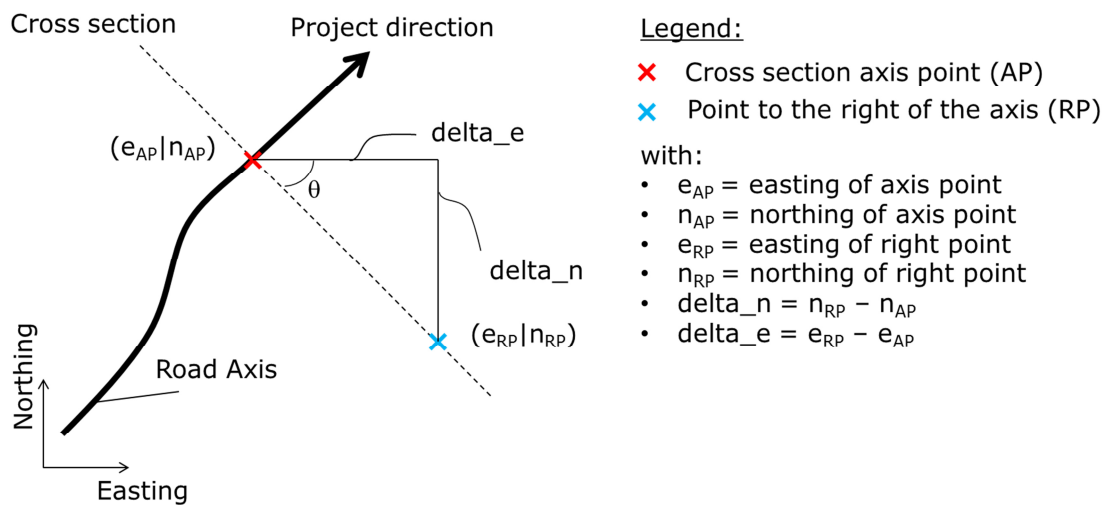 Cross section
Project direction
(eAP|nAP)
delta_e
θ
delta_n
(eRP|nRP)
Road Axis
Northing
Easting
Legend:
Cross section axis point (AP)
Point to the right of the axis (RP)
with:
• eAP = easting of axis point
• nAP = northing of axis point
• eRP = easting of right point
• nRP = northing of right point
• delta_n = nRP − nAP
• delta_e = eRP − eAP